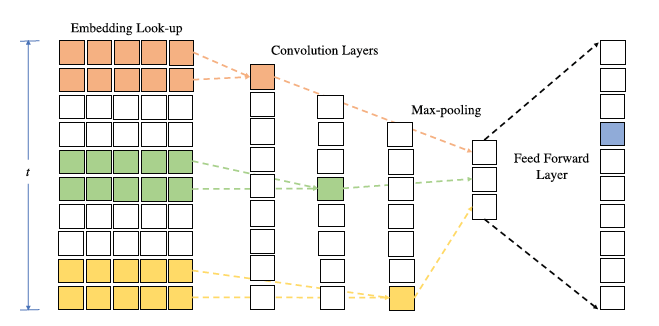 Embedding Look-up
Convolution Layers
Max-pooling
Feed Forward
Layer
t